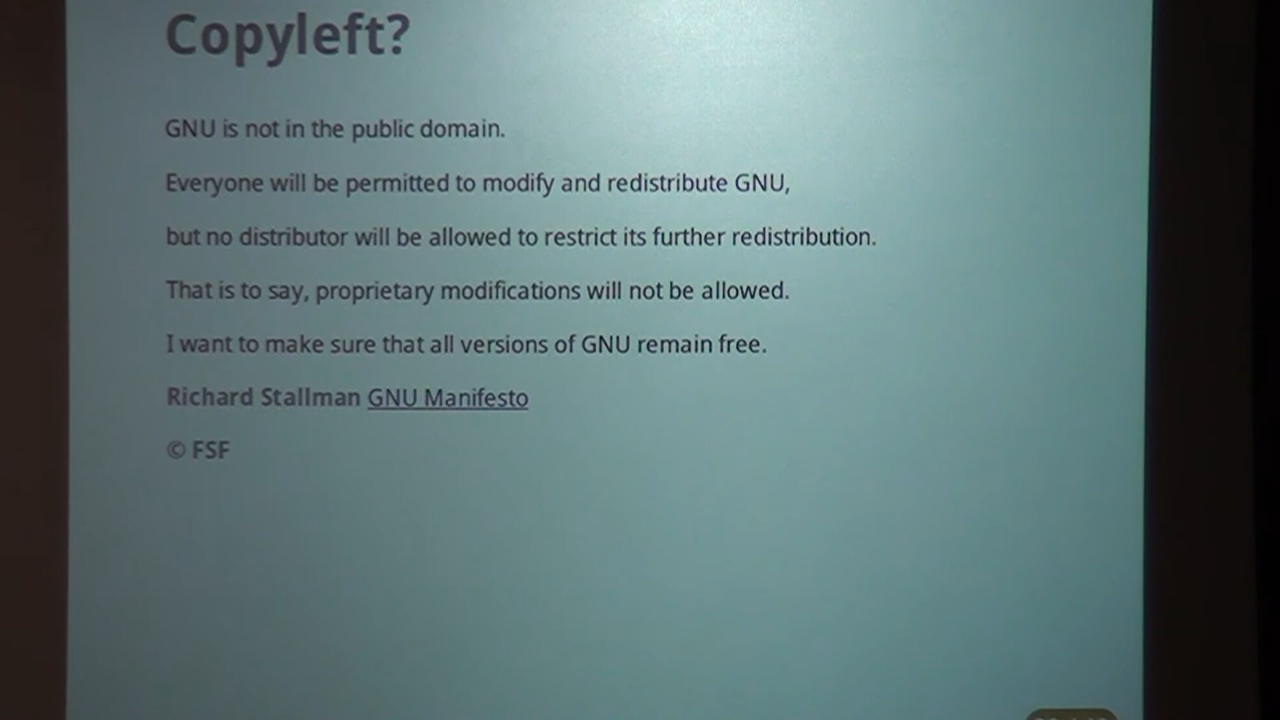 Copyleft?
GNU is not in the public domain.
Everyone will be permitted to modify and redistribute GNU,
but no distributor will be allowed to restrict its further redistribution.
That is to say, proprietary modifications will not be allowed.
I want to make sure that all versions of GNU remain free.
Richard Stallman GNU Manifesto
© FSF